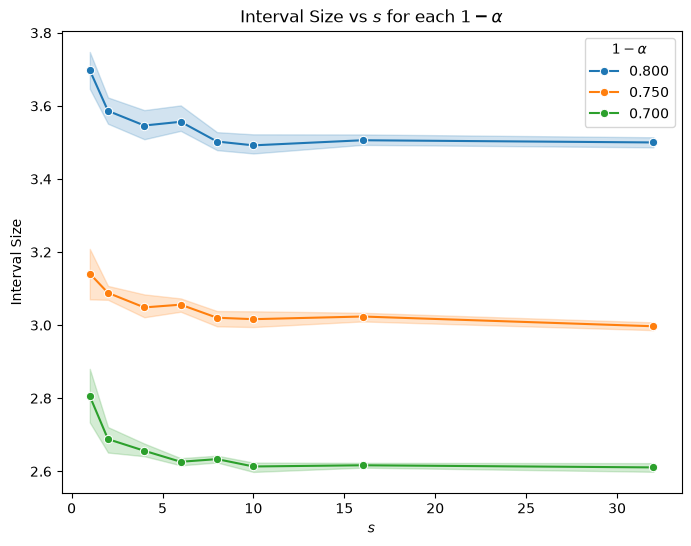 Interval Size vs s for each 1 − α
1 − α
0.800
0.750
0.700
Interval Size
3.8
3.6
3.4
3.2
3.0
2.8
2.6
0 5 10 15 20 25 30
s